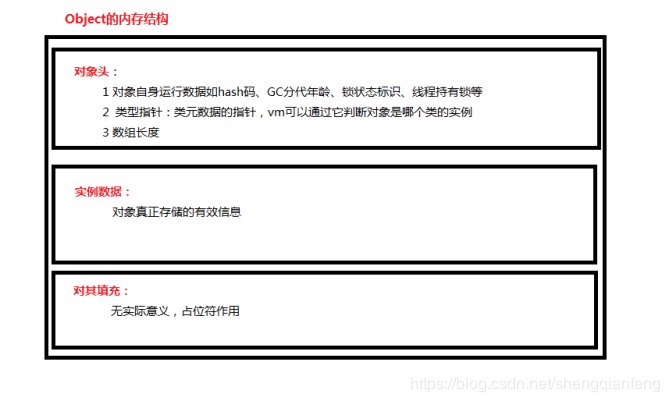 Object的内存结构
对象头：
1 对象自身运行数据如hash码、GC分代年龄、锁状态标识、线程持有锁等
2 类型指针：类元数据的指针，vm可以通过它判断对象是哪个类的实例
3 数组长度
实例数据：
对象真正存储的有效信息
对其填充：
无实际意义，占位符作用
https://blog.csdn.net/shengqianfeng